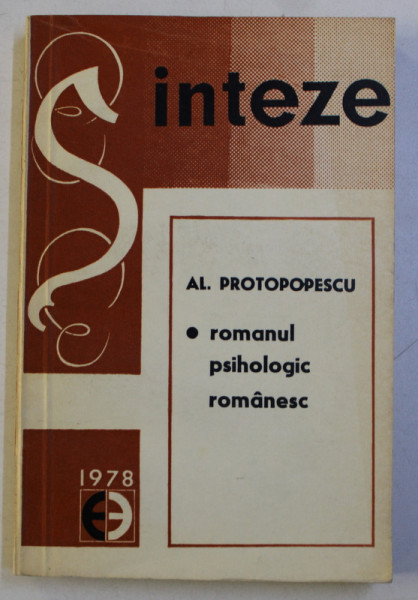 Sinteze
AL. PROTOPOPESCU
• romanul
psihologic
românesc
1978